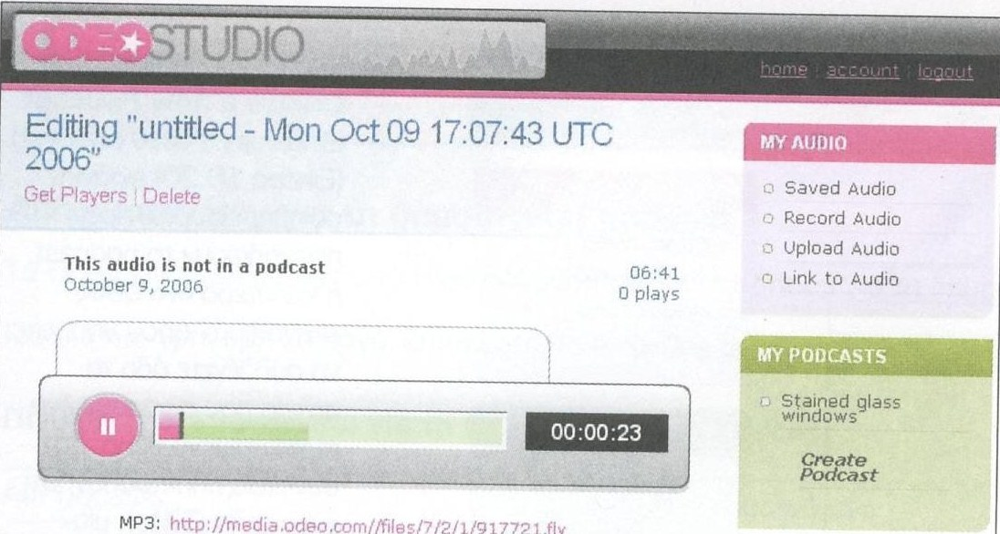 ODEO STUDIO
home | account | logout
Editing "untitled - Mon Oct 09 17:07:43 UTC
2006"
Get Players | Delete
This audio is not in a podcast
October 9, 2006
06:41
0 plays
00:00:23
MP3: http://media.odeo.com//files/7/2/1/917721.flv
MY AUDIO
Saved Audio
Record Audio
Upload Audio
Link to Audio
MY PODCASTS
Stained glass
windows
Create
Podcast